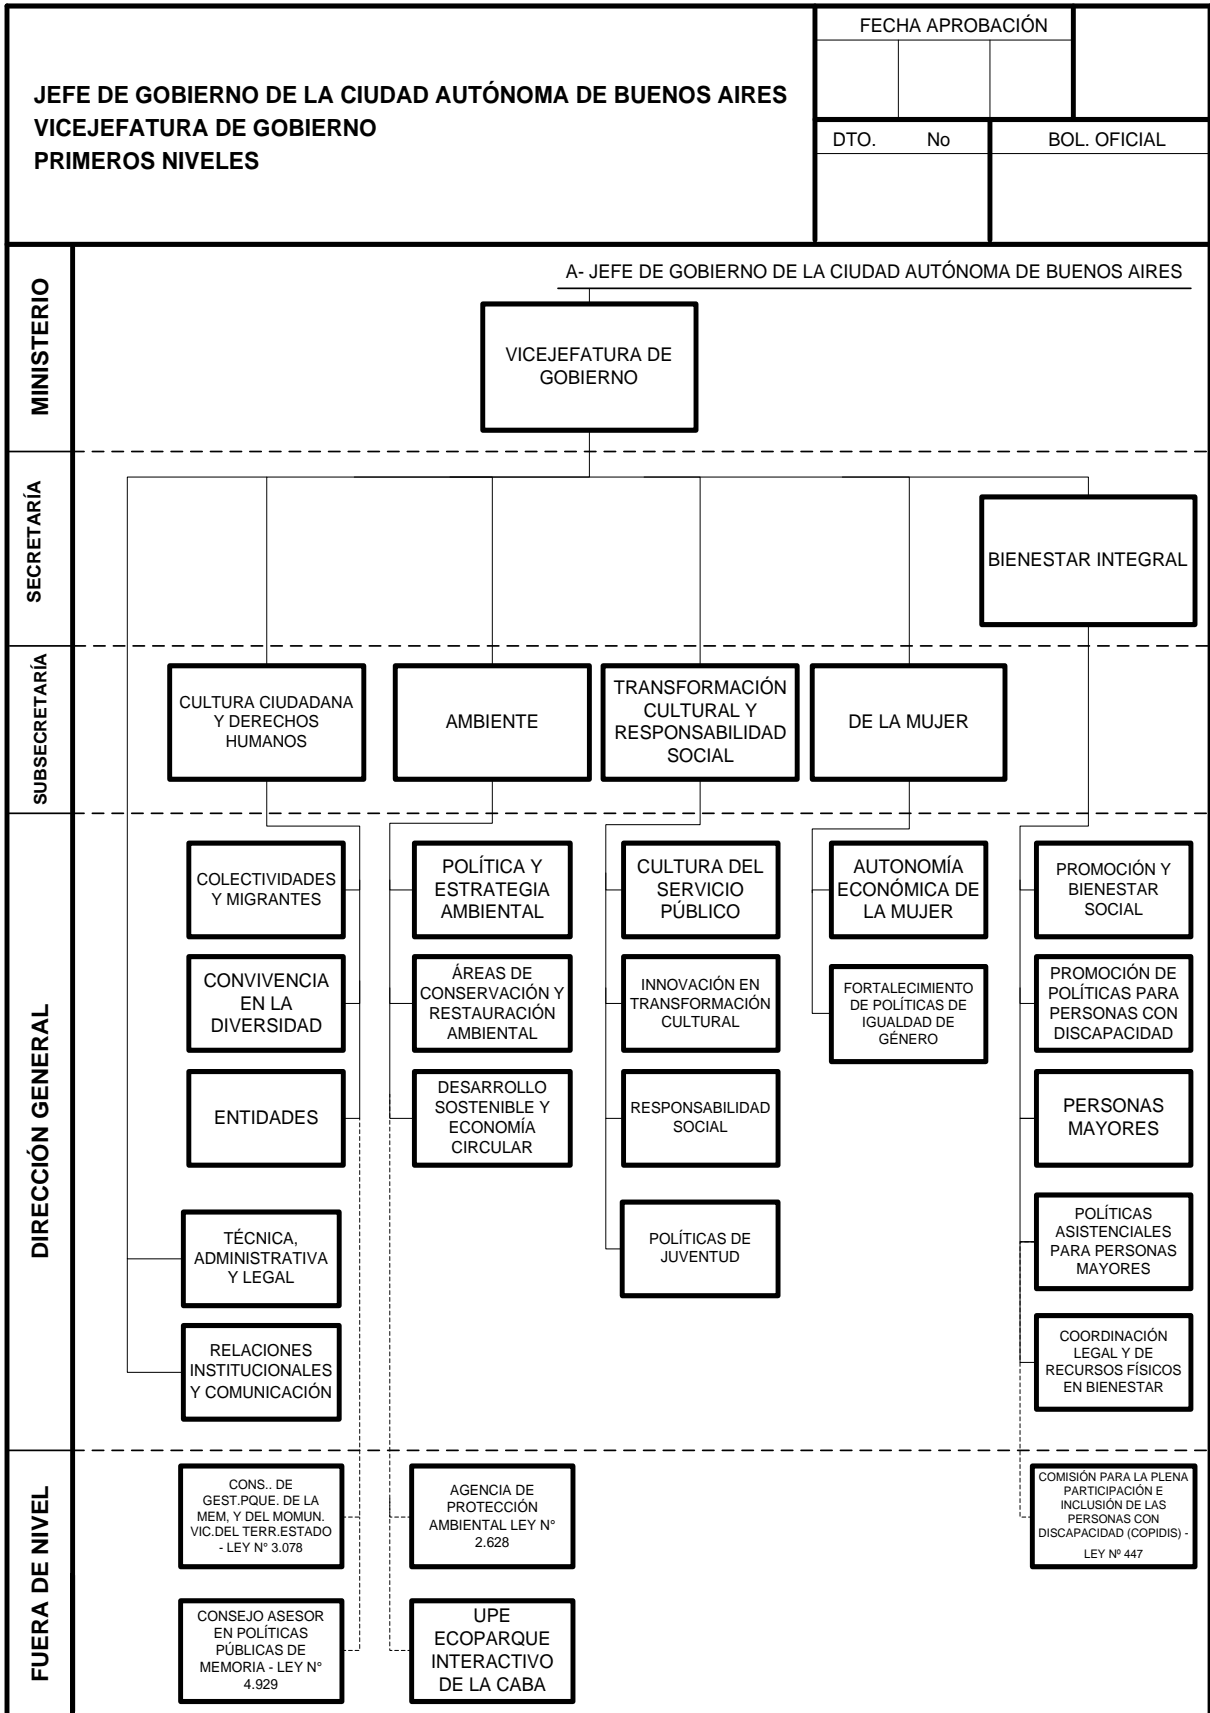 JEFE DE GOBIERNO DE LA CIUDAD AUTÓNOMA DE BUENOS AIRES
VICEJEFATURA DE GOBIERNO
PRIMEROS NIVELES
FECHA APROBACIÓN
DTO. No
BOL. OFICIAL
MINISTERIO
A- JEFE DE GOBIERNO DE LA CIUDAD AUTÓNOMA DE BUENOS AIRES
VICEJEFATURA DE
GOBIERNO
SECRETARÍA
BIENESTAR INTEGRAL
SUBSECRETARÍA
CULTURA CIUDADANA
Y DERECHOS
HUMANOS
AMBIENTE
TRANSFORMACIÓN
CULTURAL Y
RESPONSABILIDAD
SOCIAL
DE LA MUJER
DIRECCIÓN GENERAL
COLECTIVIDADES
Y MIGRANTES
POLÍTICA Y
ESTRATEGIA
AMBIENTAL
CULTURA DEL
SERVICIO
PÚBLICO
AUTONOMÍA
ECONÓMICA DE
LA MUJER
PROMOCIÓN Y
BIENESTAR
SOCIAL
CONVIVENCIA
EN LA
DIVERSIDAD
ÁREAS DE
CONSERVACIÓN Y
RESTAURACIÓN
AMBIENTAL
INNOVACIÓN EN
TRANSFORMACIÓN
CULTURAL
FORTALECIMIENTO
DE POLÍTICAS DE
IGUALDAD DE
GÉNERO
PROMOCIÓN DE
POLÍTICAS PARA
PERSONAS CON
DISCAPACIDAD
ENTIDADES
DESARROLLO
SOSTENIBLE Y
ECONOMÍA
CIRCULAR
RESPONSABILIDAD
SOCIAL
PERSONAS
MAYORES
TÉCNICA,
ADMINISTRATIVA
Y LEGAL
POLÍTICAS DE
JUVENTUD
POLÍTICAS
ASISTENCIALES
PARA PERSONAS
MAYORES
RELACIONES
INSTITUCIONALES
Y COMUNICACIÓN
COORDINACIÓN
LEGAL Y DE
RECURSOS FÍSICOS
EN BIENESTAR
FUERA DE NIVEL
CONS.. DE
GEST.PQUE. DE LA
MEM, Y DEL MOMUN.
VIC.DEL TERR.ESTADO
- LEY N° 3.078
AGENCIA DE
PROTECCIÓN
AMBIENTAL LEY N°
2.628
COMISIÓN PARA LA PLENA
PARTICIPACIÓN E
INCLUSIÓN DE LAS
PERSONAS CON
DISCAPACIDAD (COPIDIS) -
LEY Nº 447
CONSEJO ASESOR
EN POLÍTICAS
PÚBLICAS DE
MEMORIA - LEY N°
4.929
UPE
ECOPARQUE
INTERACTIVO
DE LA CABA